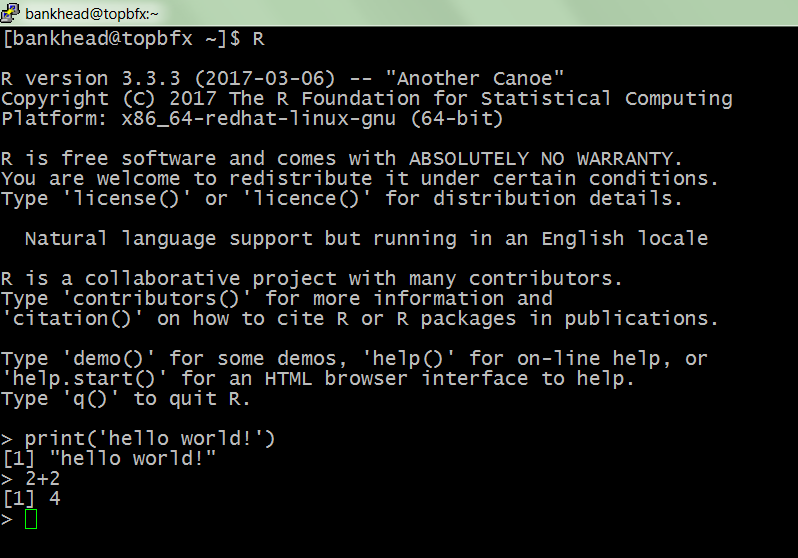 bankhead@topbfx:~
[bankhead@topbfx ~]$ R
R version 3.3.3 (2017-03-06) -- "Another Canoe"
Copyright (C) 2017 The R Foundation for Statistical Computing
Platform: x86_64-redhat-linux-gnu (64-bit)
R is free software and comes with ABSOLUTELY NO WARRANTY.
You are welcome to redistribute it under certain conditions.
Type 'license()' or 'licence()' for distribution details.
  Natural language support but running in an English locale
R is a collaborative project with many contributors.
Type 'contributors()' for more information and
'citation()' on how to cite R or R packages in publications.
Type 'demo()' for some demos, 'help()' for on-line help, or
'help.start()' for an HTML browser interface to help.
Type 'q()' to quit R.
> print('hello world!')
[1] "hello world!"
> 2+2
[1] 4
>